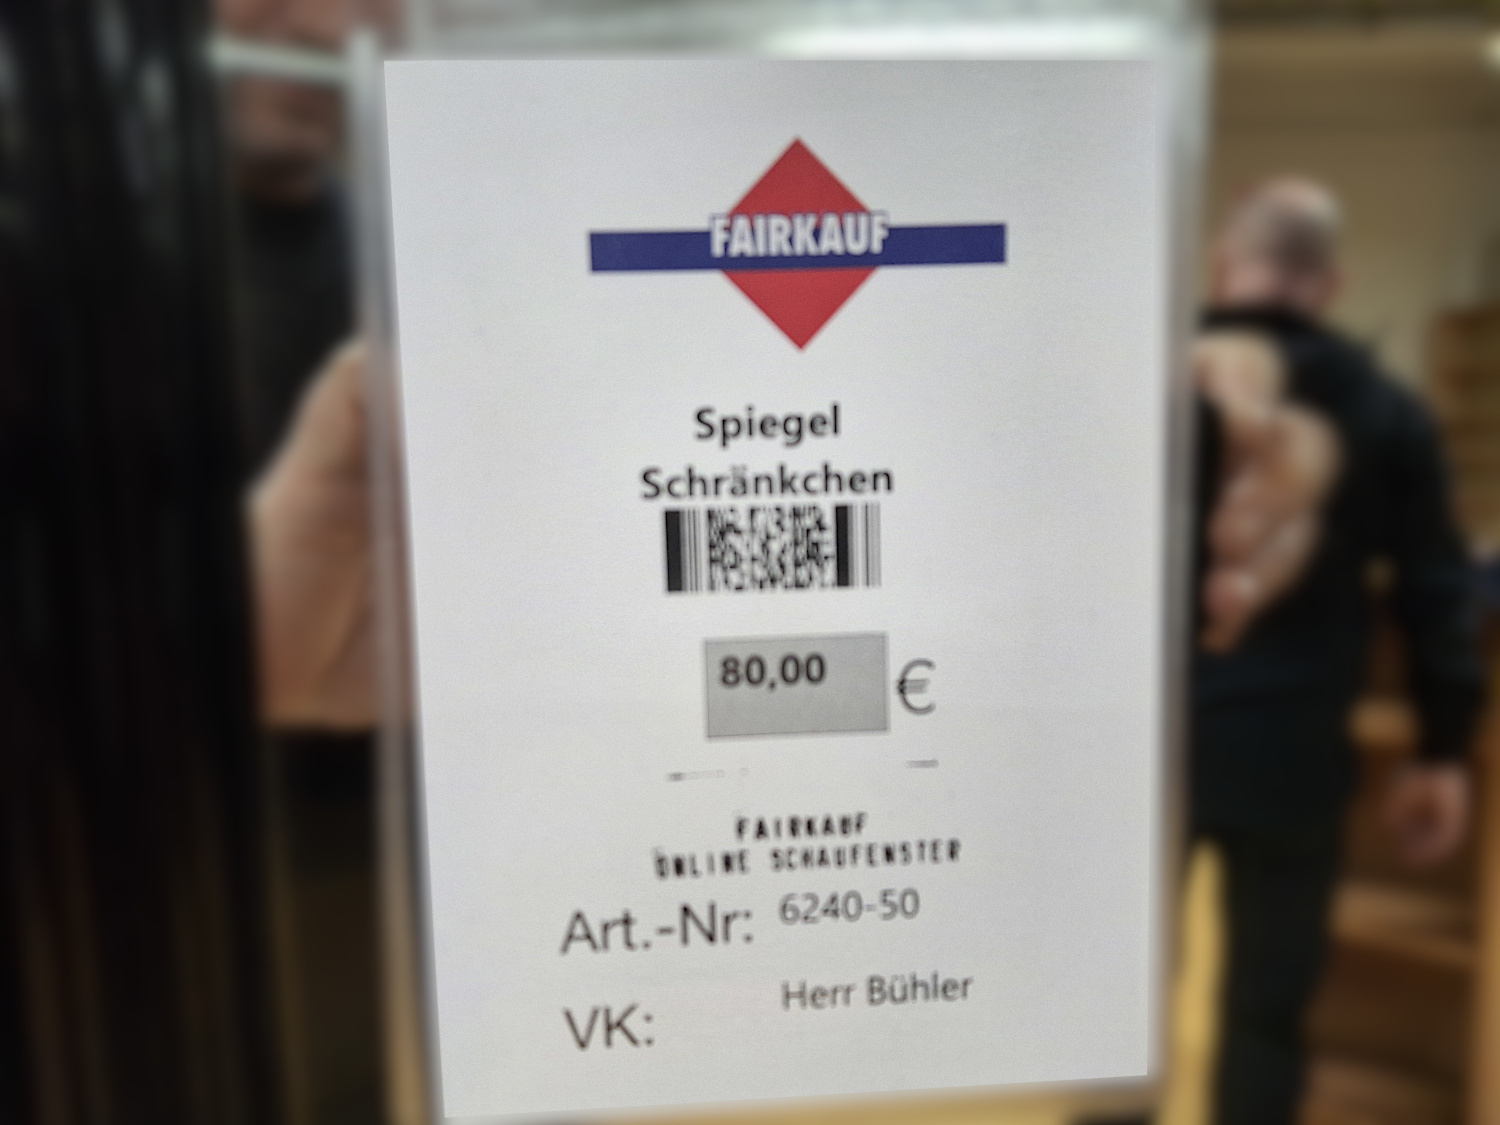 FAIRKAUF
Spiegel
Schränkchen
80,00 €
FAIRKAUF
ONLINE SCHAUFENSTER
Art.-Nr: 6240-50
VK: Herr Bühler